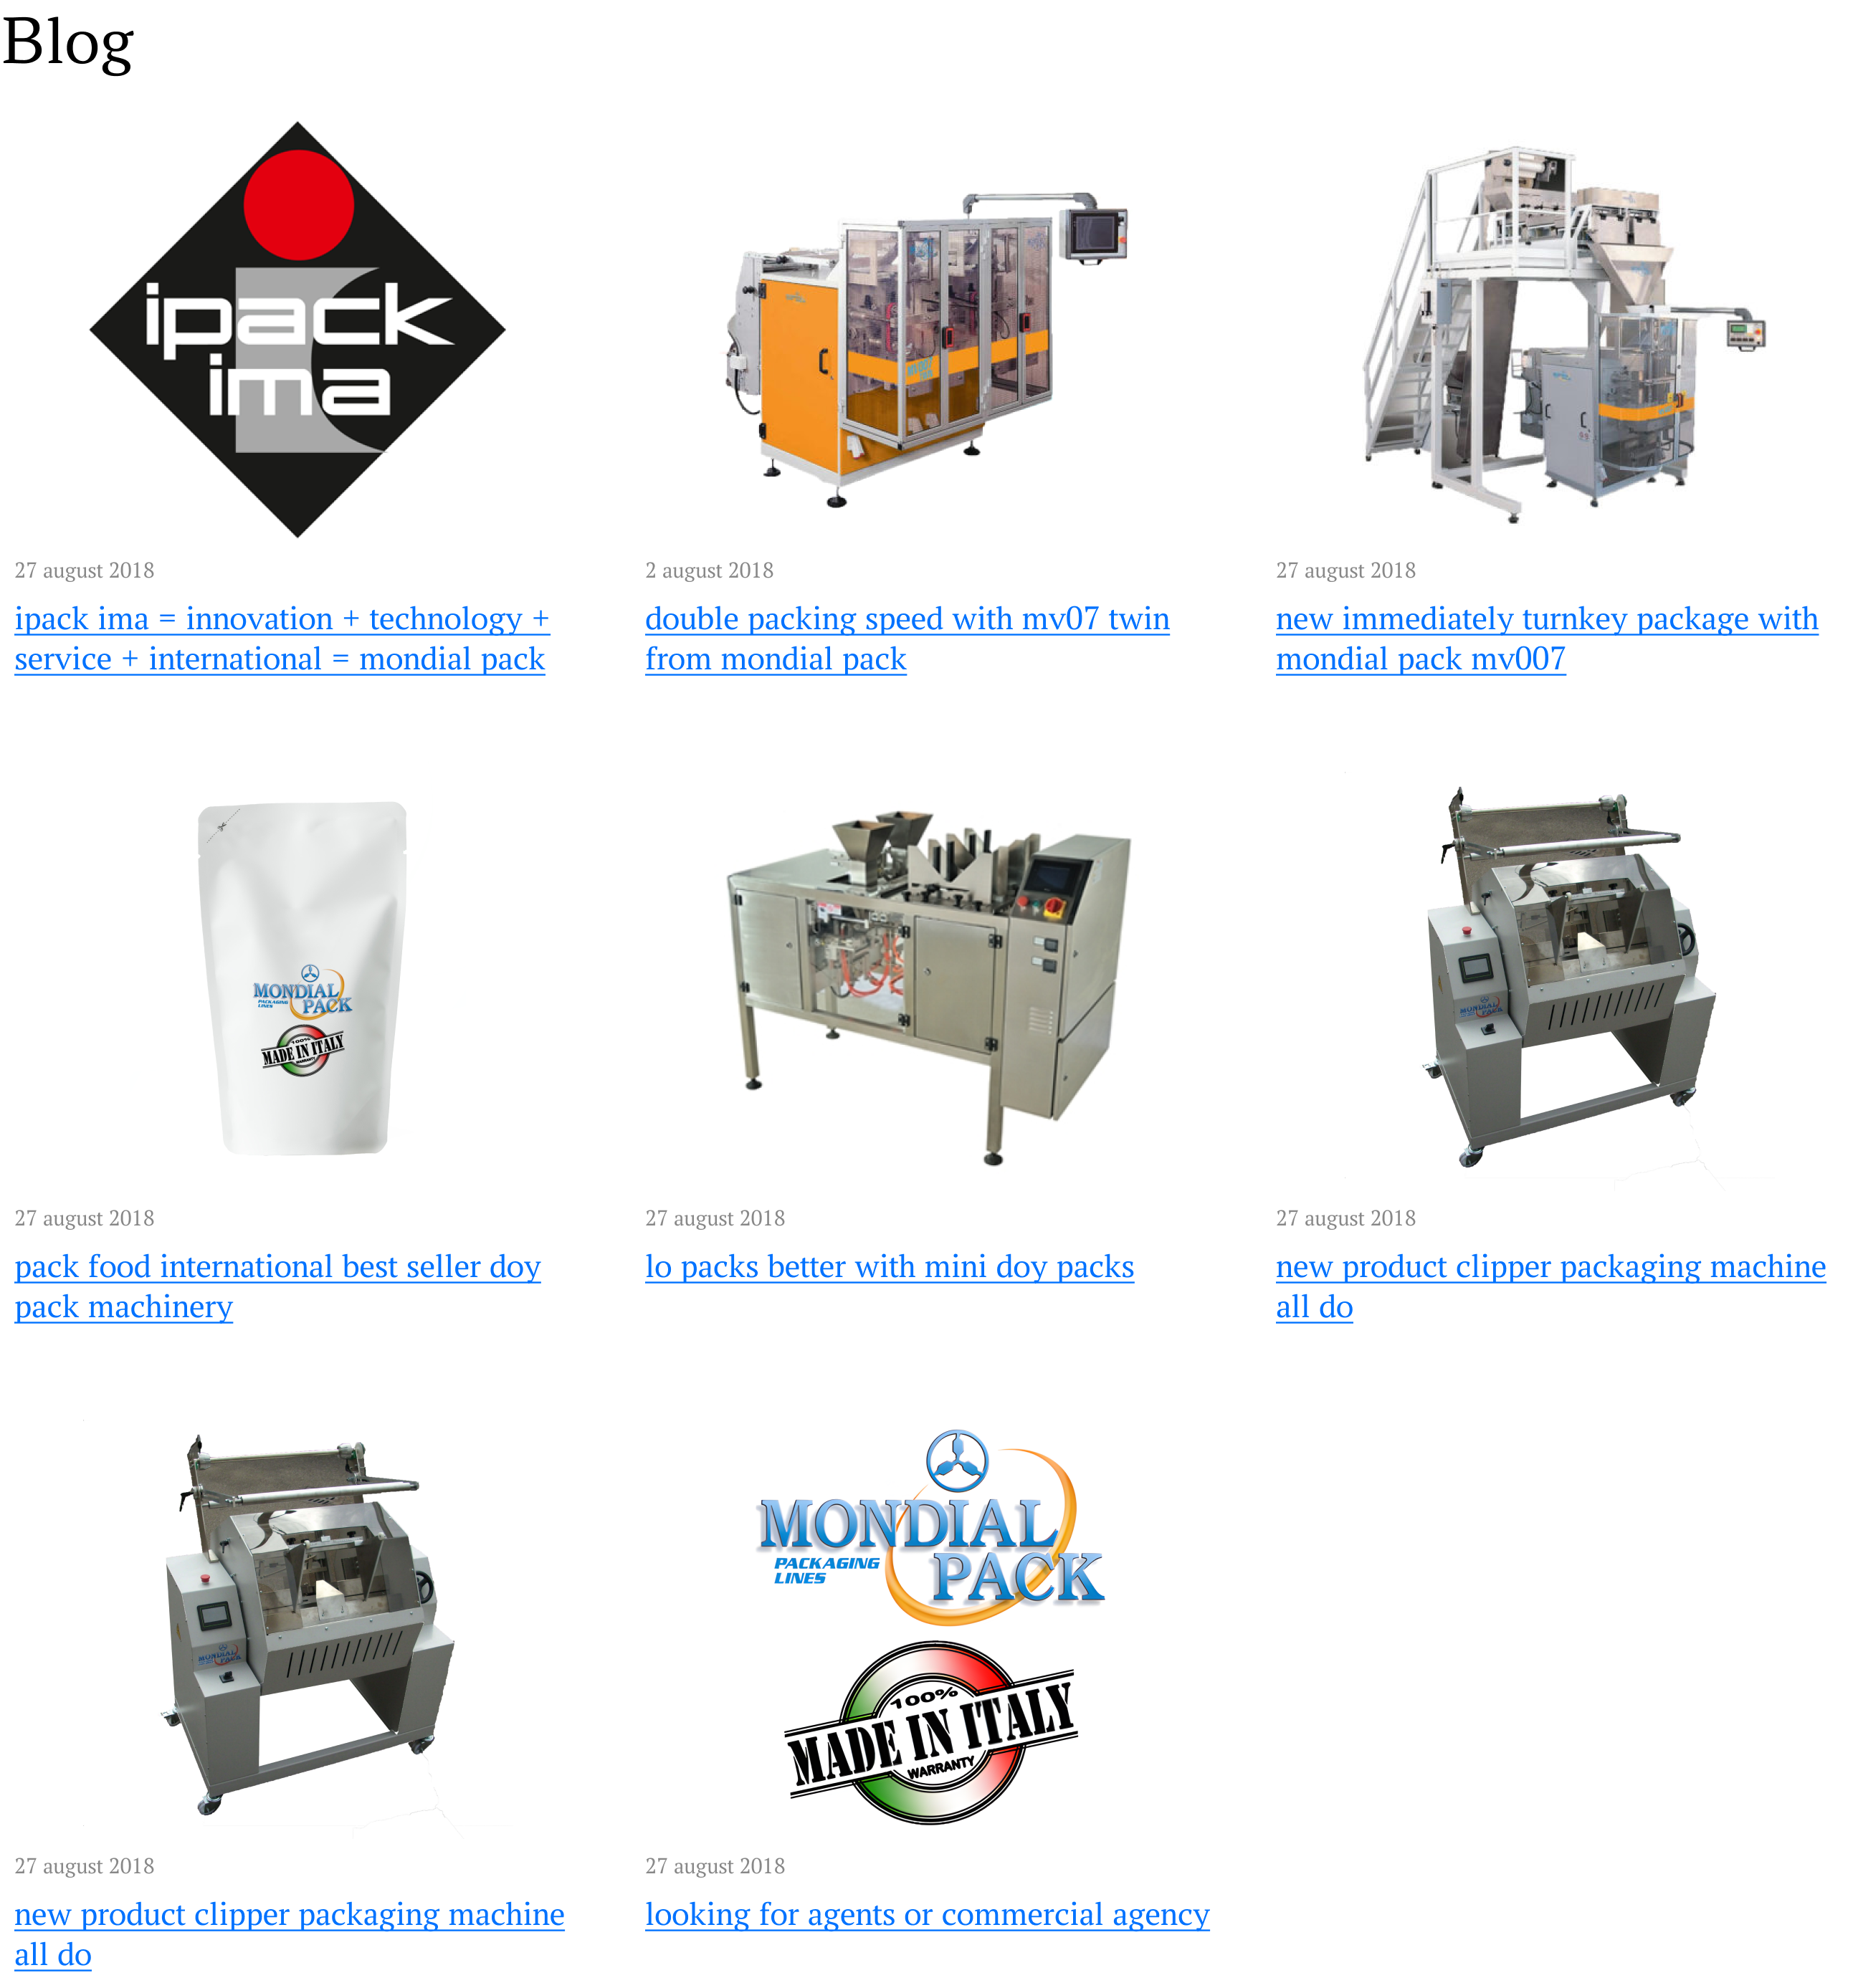 Blog
ipack
ima
27 august 2018
ipack ima = innovation + technology +
service + international = mondial pack
2 august 2018
double packing speed with mv07 twin
from mondial pack
27 august 2018
new immediately turnkey package with
mondial pack mv007
MONDIAL
PACKAGING
LINES
PACK
100%
MADE IN ITALY
WARRANTY
27 august 2018
pack food international best seller doy
pack machinery
27 august 2018
lo packs better with mini doy packs
MONDIAL
PACK
27 august 2018
new product clipper packaging machine
all do
MONDIAL
PACK
27 august 2018
new product clipper packaging machine
all do
MONDIAL
PACKAGING
LINES
PACK
100%
MADE IN ITALY
WARRANTY
27 august 2018
looking for agents or commercial agency